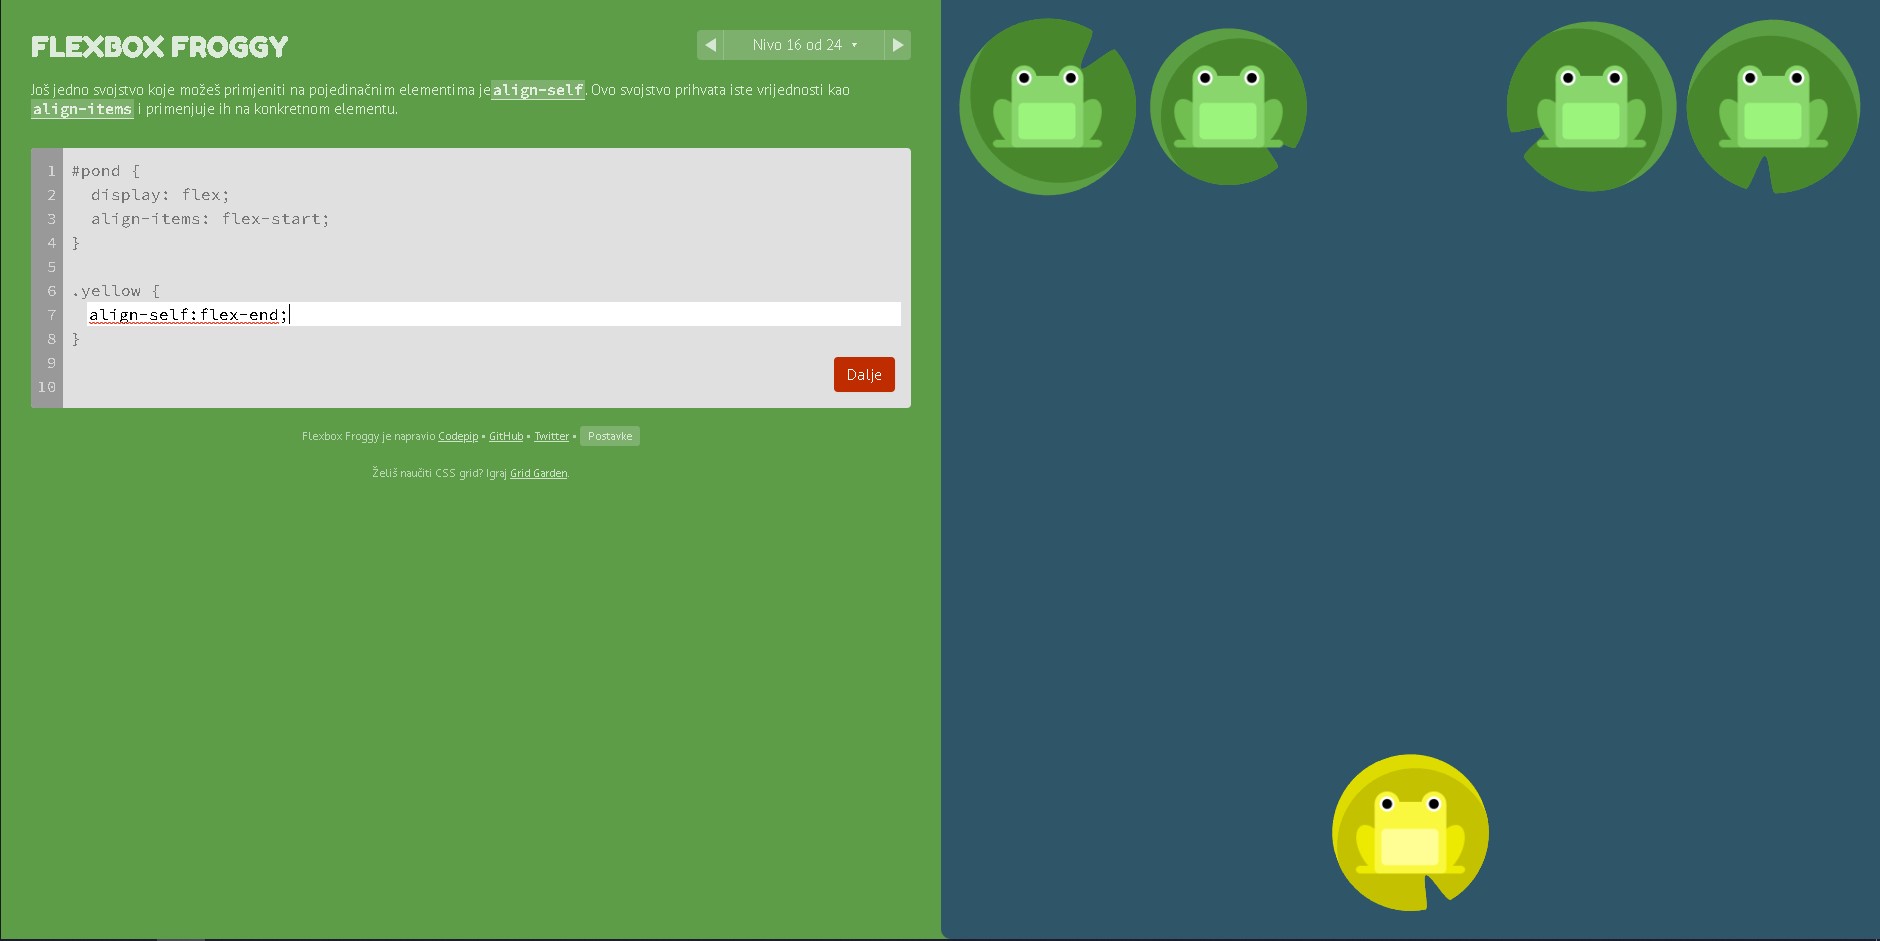 FLEXBOX FROGGY
Nivo 16 od 24
Još jedno svojstvo koje možeš primjeniti na pojedinačnim elementima je align-self. Ovo svojstvo prihvata iste vrijednosti kao
align-items i primenjuje ih na konkretnom elementu.
1 #pond {
2 display: flex;
3 align-items: flex-start;
4 }
5
6 .yellow {
7 align-self:flex-end;
8 }
9
10
Dalje
Flexbox Froggy je napravio Codepip • GitHub • Twitter • Postavke
Želiš naučiti CSS grid? Igraj Grid Garden.